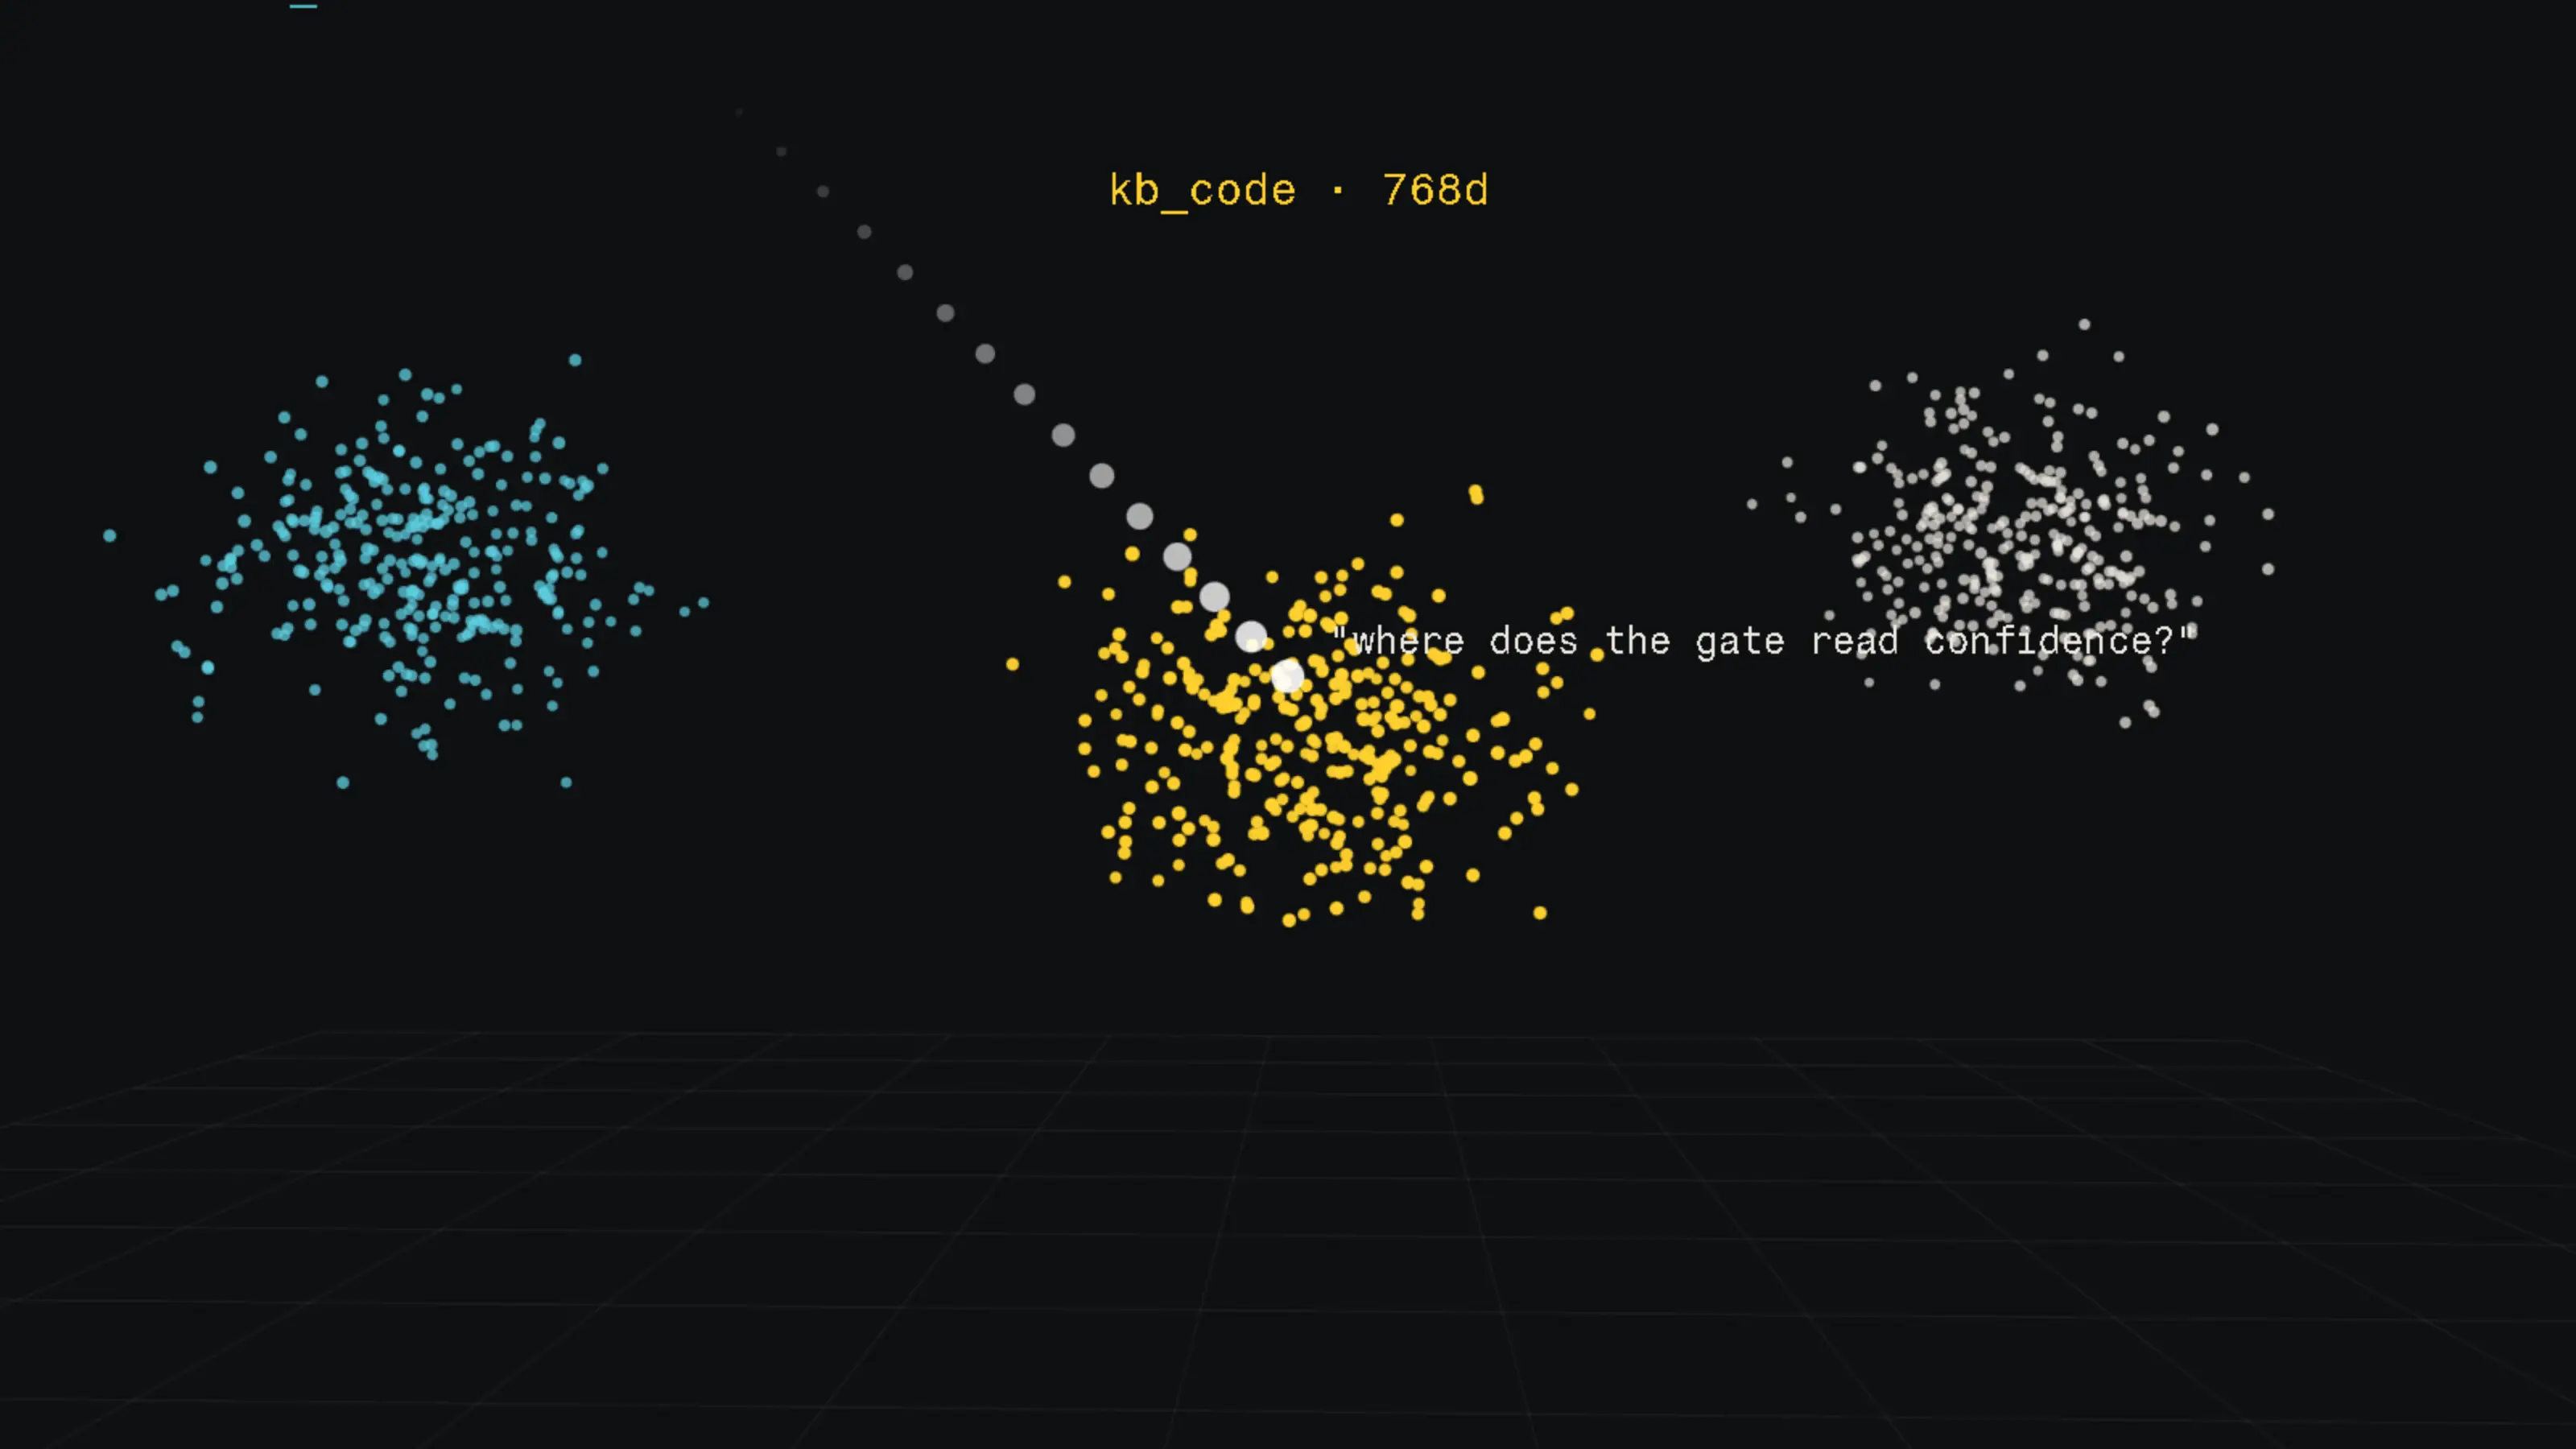 kb_code · 768d
"where does the gate read confidence?"